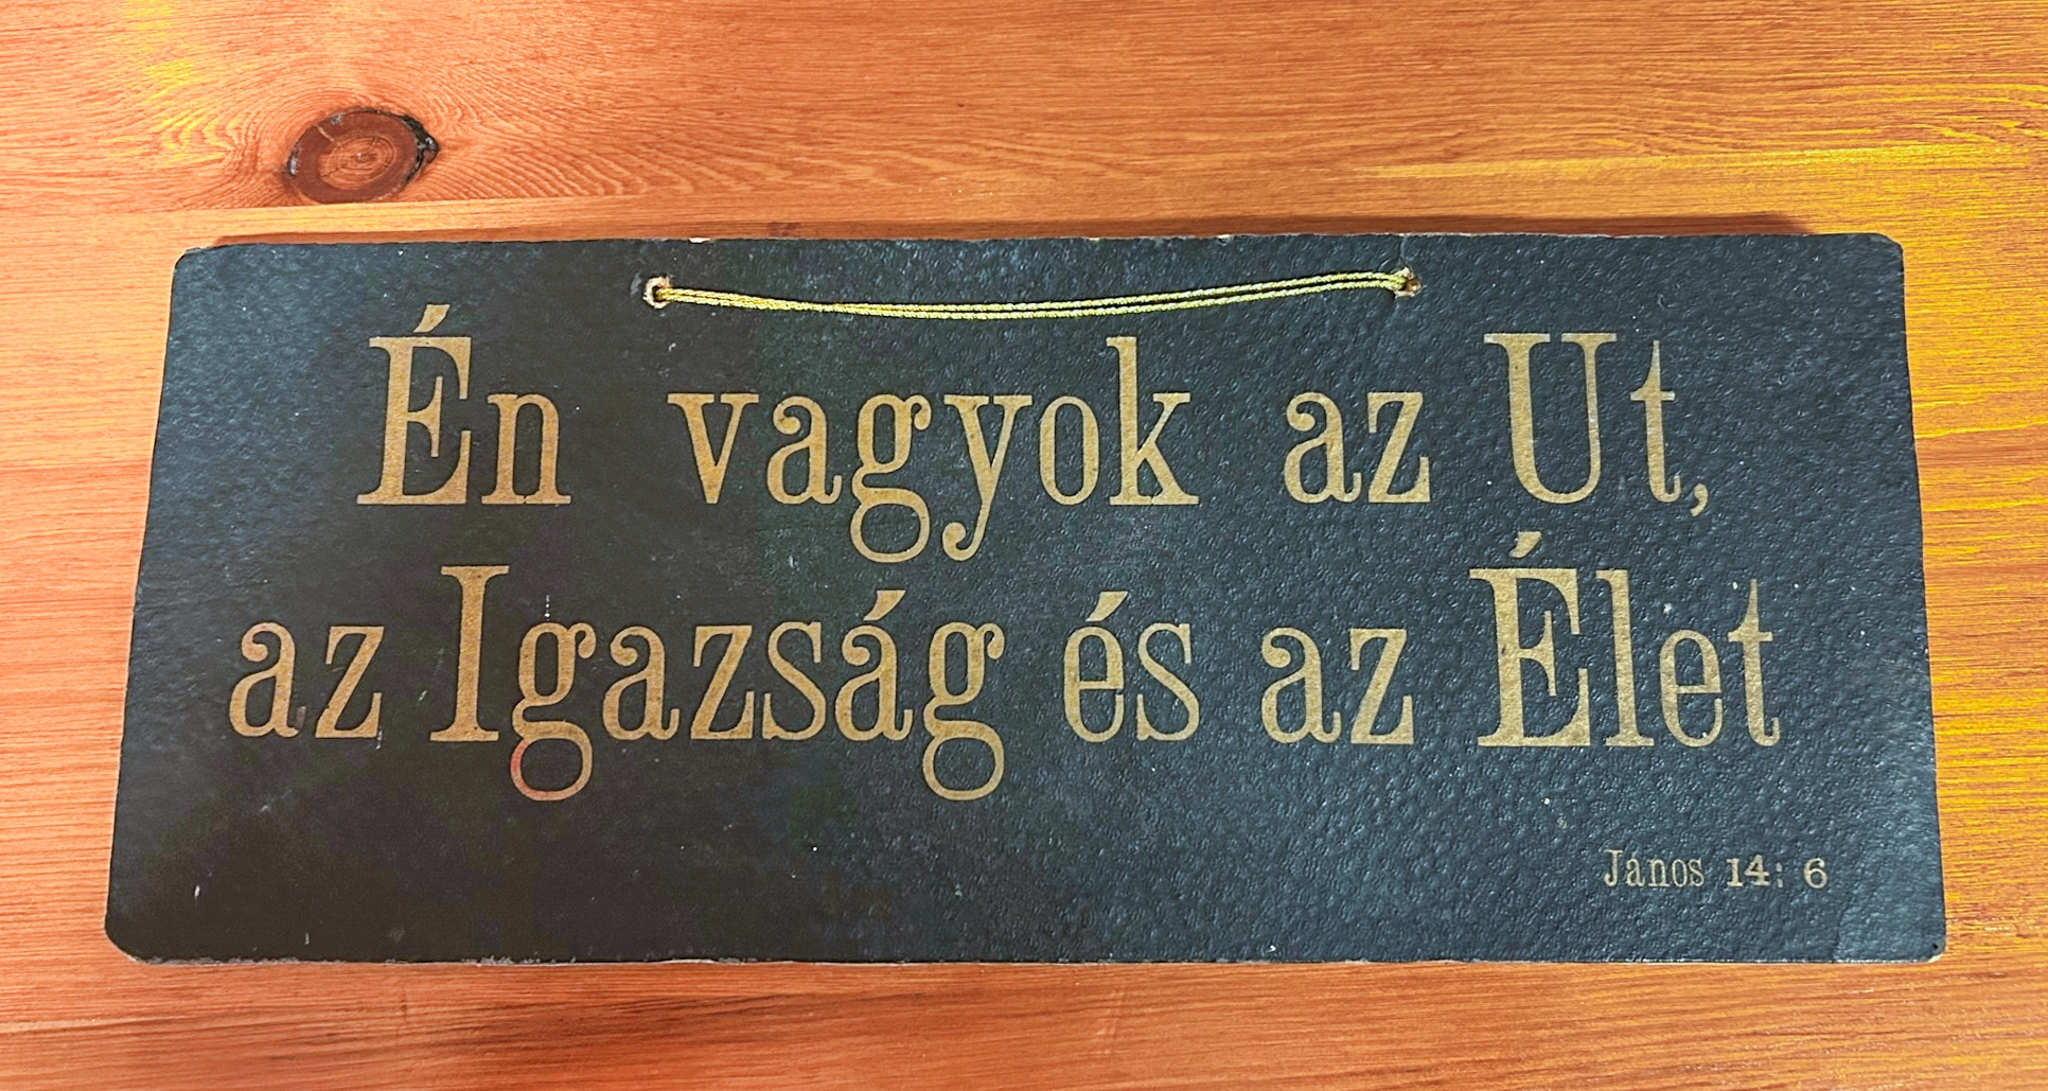 Én vagyok az Ut,
az Igazság és az Élet
János 14: 6